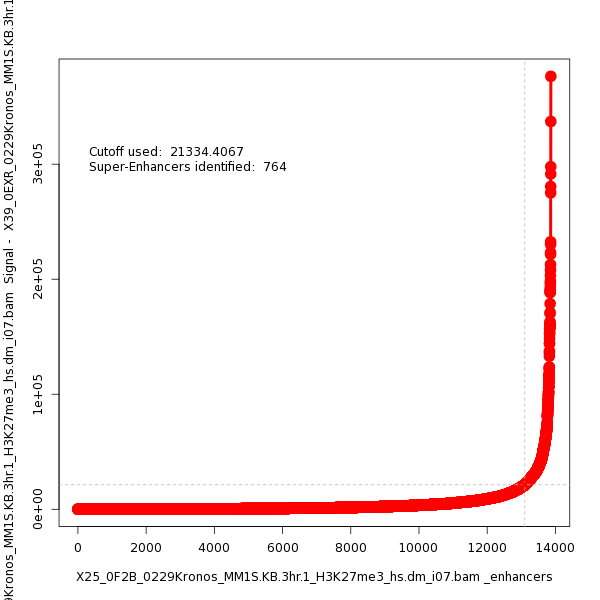 Cutoff used:  21334.4067
Super-Enhancers identified:  764
0Kronos_MM1S.KB.3hr.1_H3K27me3_hs.dm_i07.bam  Signal -  X39_0EXR_0229Kronos_MM1S.KB.3hr.1
3e+05
2e+05
1e+05
0e+00
0 2000 4000 6000 8000 10000 12000 14000
X25_0F2B_0229Kronos_MM1S.KB.3hr.1_H3K27me3_hs.dm_i07.bam _enhancers